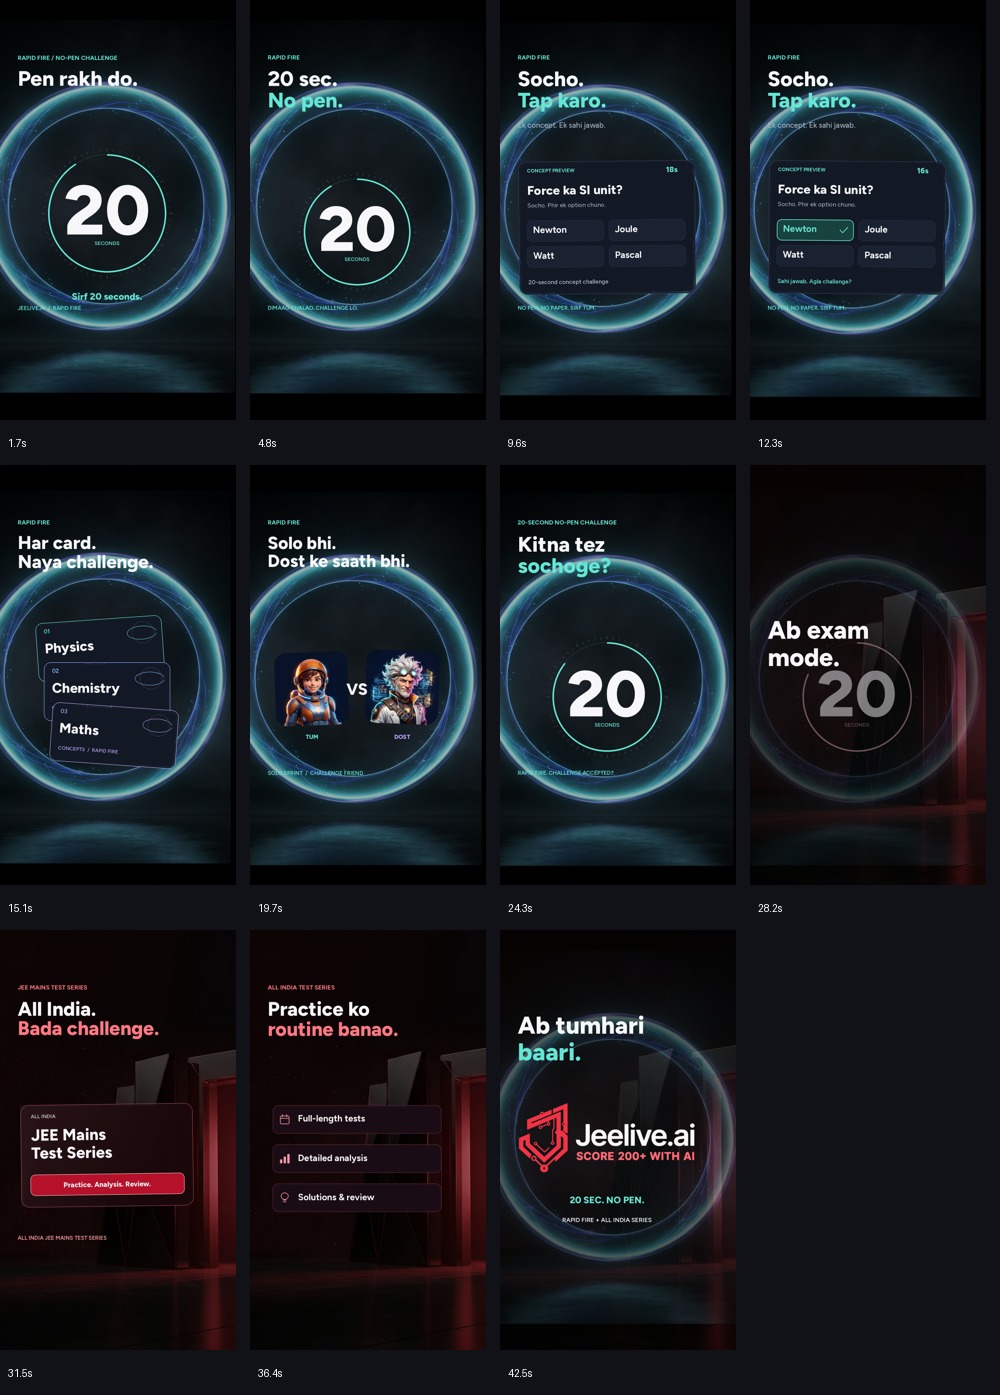 RAPID FIRE / NO-PEN CHALLENGE
Pen rakh do.
20
SECONDS
Sirf 20 seconds.
RAPID FIRE
1.7s
RAPID FIRE
20 sec.
No pen.
20
SECONDS
DIMAAG CHALAO. CHALLENGE LO.
4.8s
RAPID FIRE
Socho.
Tap karo.
Ek concept. Ek sahi jawab.
CONCEPT PREVIEW
18s
Force ka SI unit?
Socho. Phir ek option chuno.
Newton
Joule
Watt
Pascal
20-second concept challenge
NO PEN. NO PAPER. SIRF TUM.
9.6s
RAPID FIRE
Socho.
Tap karo.
Ek concept. Ek sahi jawab.
CONCEPT PREVIEW
16s
Force ka SI unit?
Socho. Phir ek option chuno.
Newton
Joule
Watt
Pascal
Sahi jawab. Agla challenge?
NO PEN. NO PAPER. SIRF TUM.
12.3s
RAPID FIRE
Har card.
Naya challenge.
01
Physics
02
Chemistry
03
Maths
CONCEPTS / RAPID FIRE
15.1s
RAPID FIRE
Solo bhi.
Dost ke saath bhi.
VS
TUM
DOST
SOLO SPRINT / CHALLENGE FRIEND
19.7s
20-SECOND NO-PEN CHALLENGE
Kitna tez
sochoge?
20
SECONDS
RAPID FIRE. CHALLENGE ACCEPTED?
24.3s
Ab exam
mode.
20
SECONDS
28.2s
JEE MAINS TEST SERIES
All India.
Bada challenge.
ALL INDIA
JEE Mains
Test Series
Practice. Analysis. Review.
ALL INDIA JEE MAINS TEST SERIES
31.5s
ALL INDIA TEST SERIES
Practice ko
routine banao.
Full-length tests
Detailed analysis
Solutions & review
36.4s
Ab tumhari
baari.
Jeelive.ai
SCORE 200+ WITH AI
20 SEC. NO PEN.
RAPID FIRE + ALL INDIA SERIES
42.5s